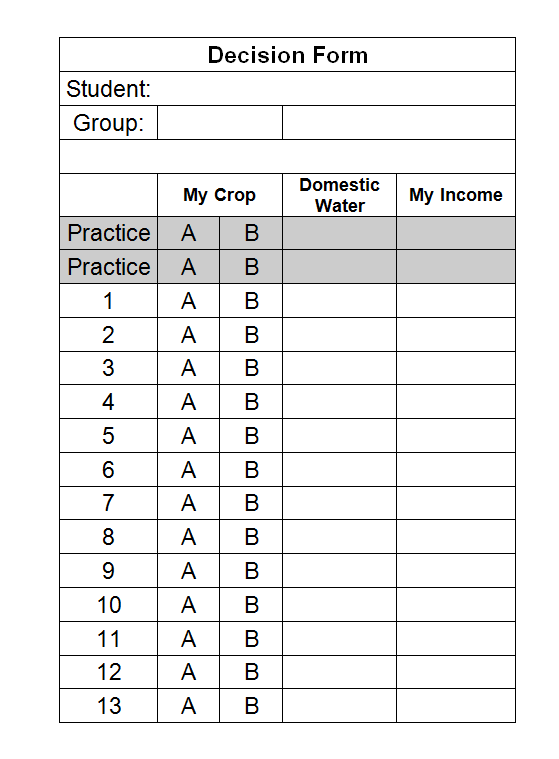 Decision Form
Student:
Group:
My Crop Domestic Water My Income
Practice A B
Practice A B
1 A B
2 A B
3 A B
4 A B
5 A B
6 A B
7 A B
8 A B
9 A B
10 A B
11 A B
12 A B
13 A B